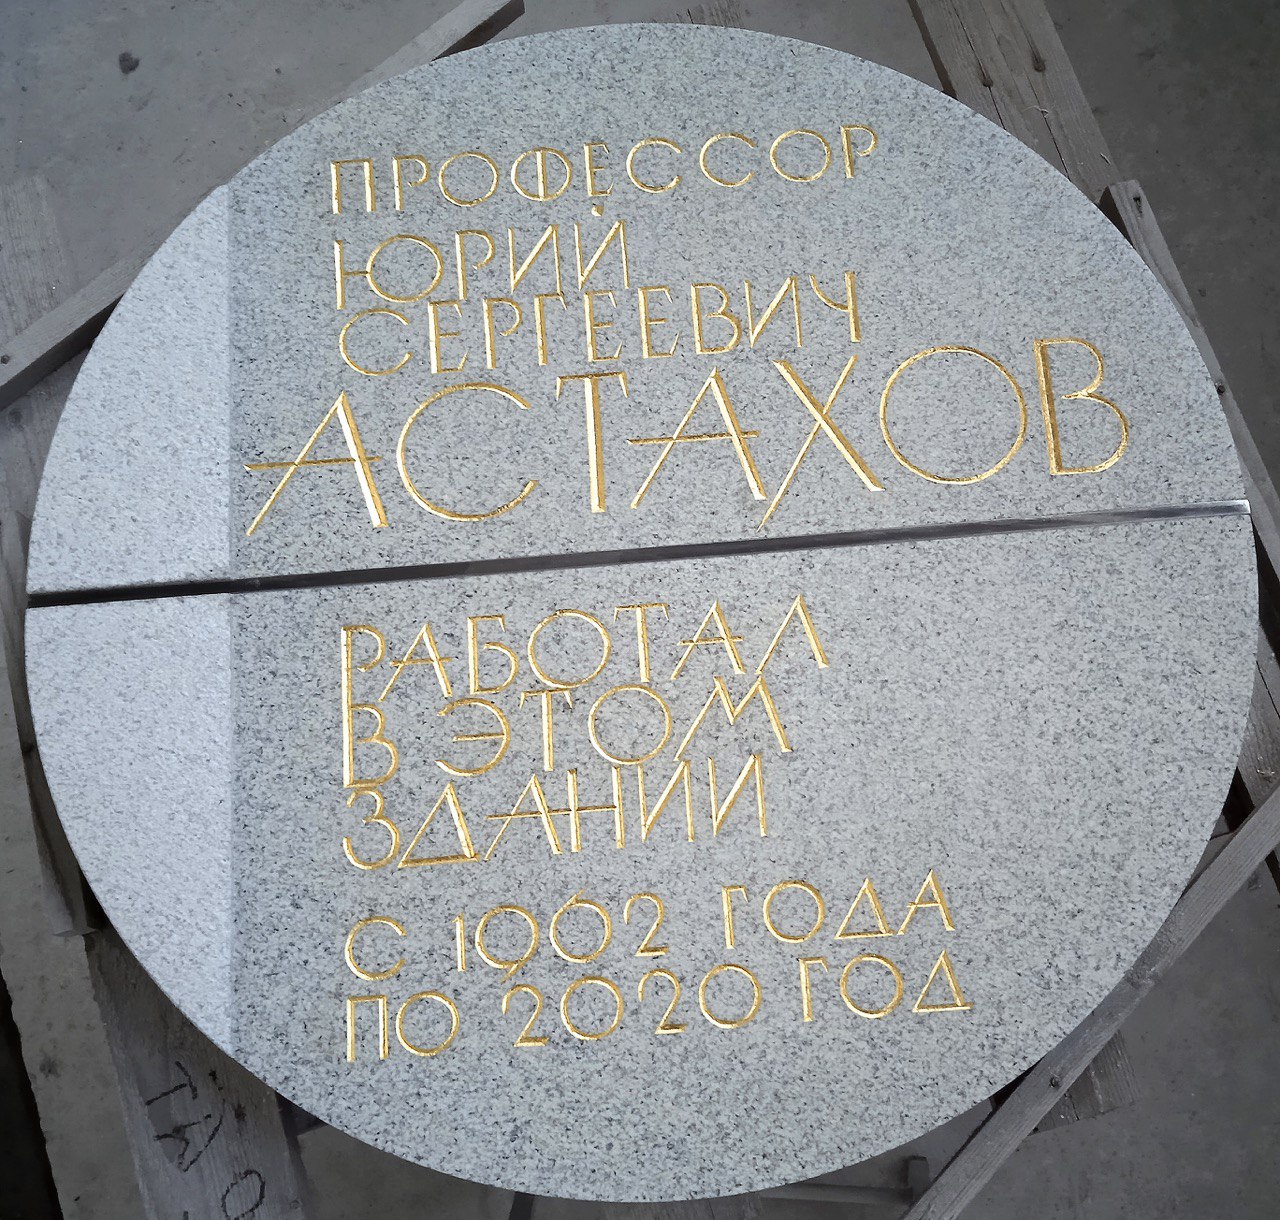 ПРОФЕССОР
ЮРИЙ
СЕРГЕЕВИЧ
АСТАХОВ
РАБОТАЛ
В ЭТОМ
ЗДАНИИ
С 1962 ГОДА
ПО 2020 ГОД